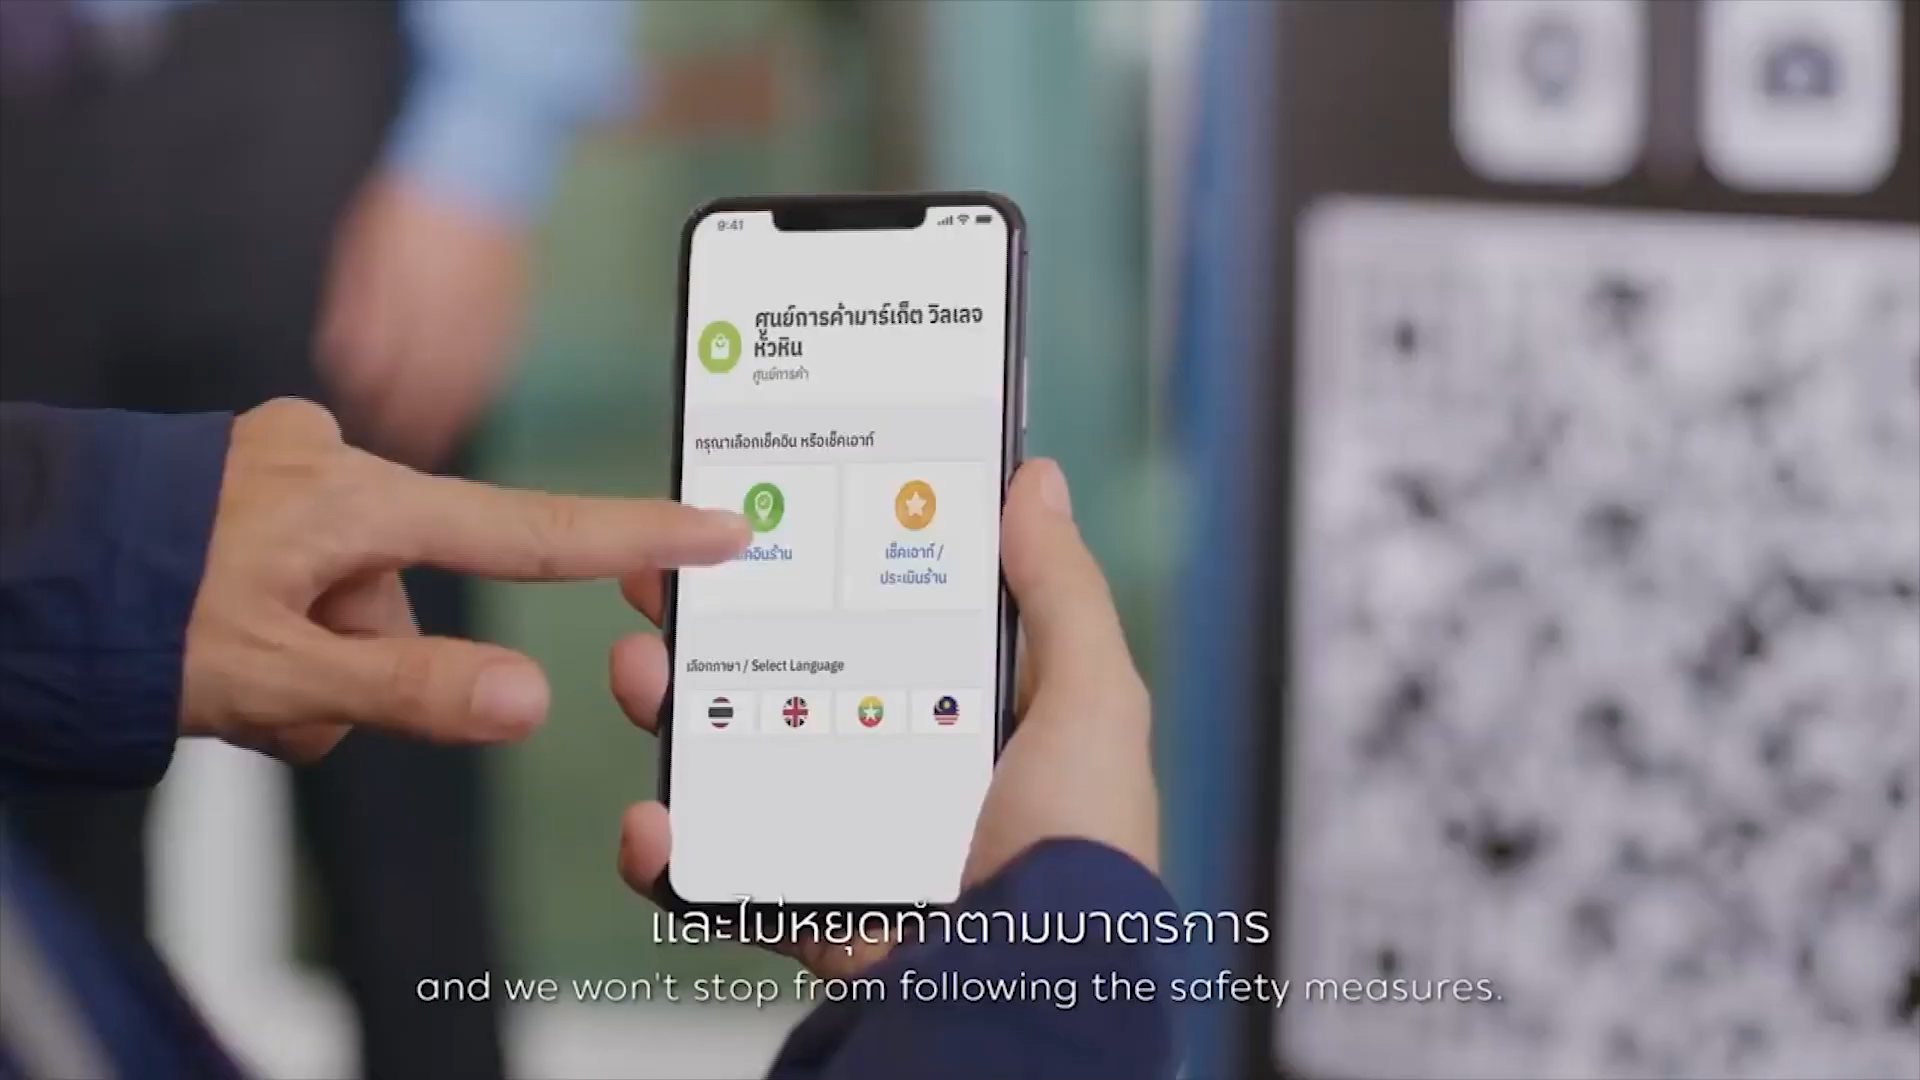 9:41
ศูนย์การค้ามาร์เก็ต วิลเลจ
หัวหิน
ศูนย์การค้า
กรุณาเลือกเช็คอิน หรือเช็คเอาท์
เช็คเอาท์ /
ประเมินร้าน
เลือกภาษา / Select Language
และไม่หยุดทำตามมาตรการ
and we won't stop from following the safety measures.